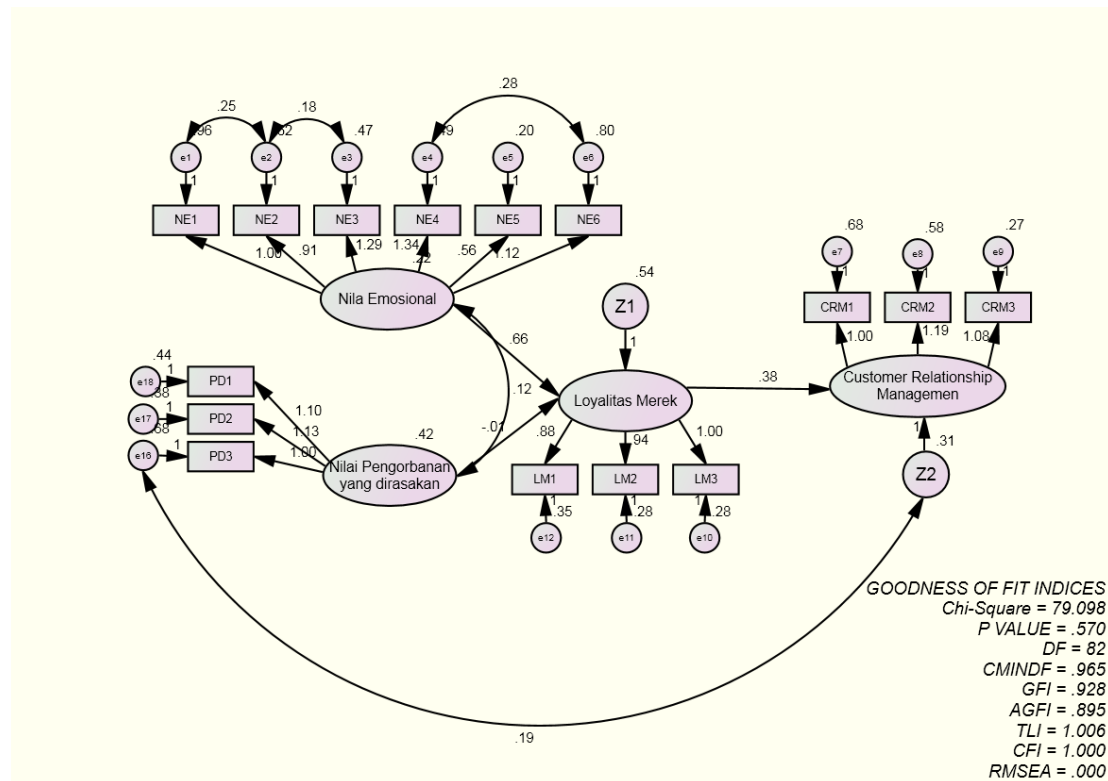 .28
.25
.18
.96
.62
.47
.49
.20
.80
e1
e2
e3
e4
e5
e6
1
1
1
1
1
1
NE1
NE2
NE3
NE4
NE5
NE6
1.00
.91
1.29
1.34
.22
.56
1.12
Nila Emosional
.68
.58
.27
e7
e8
e9
1
1
1
CRM1
CRM2
CRM3
1.00
1.19
1.08
Customer Relationship
Managemen
.54
Z1
1
.66
.12
-.01
Loyalitas Merek
.38
.44
e18
1
PD1
.38
e17
1
PD2
.68
e16
1
PD3
1.10
1.13
1.00
.42
Nilai Pengorbanan
yang dirasakan
.88
.94
1.00
LM1
LM2
LM3
1
1
1
.35
.28
.28
e12
e11
e10
1
.31
Z2
.19
GOODNESS OF FIT INDICES
Chi-Square = 79.098
P VALUE = .570
DF = 82
CMINDF = .965
GFI = .928
AGFI = .895
TLI = 1.006
CFI = 1.000
RMSEA = .000